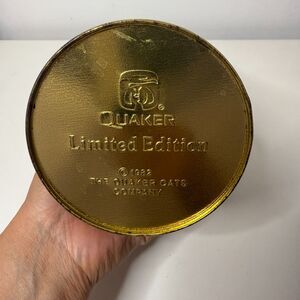 ®
QUAKER
Limited Edition
© 1982
THE QUAKER OATS
COMPANY